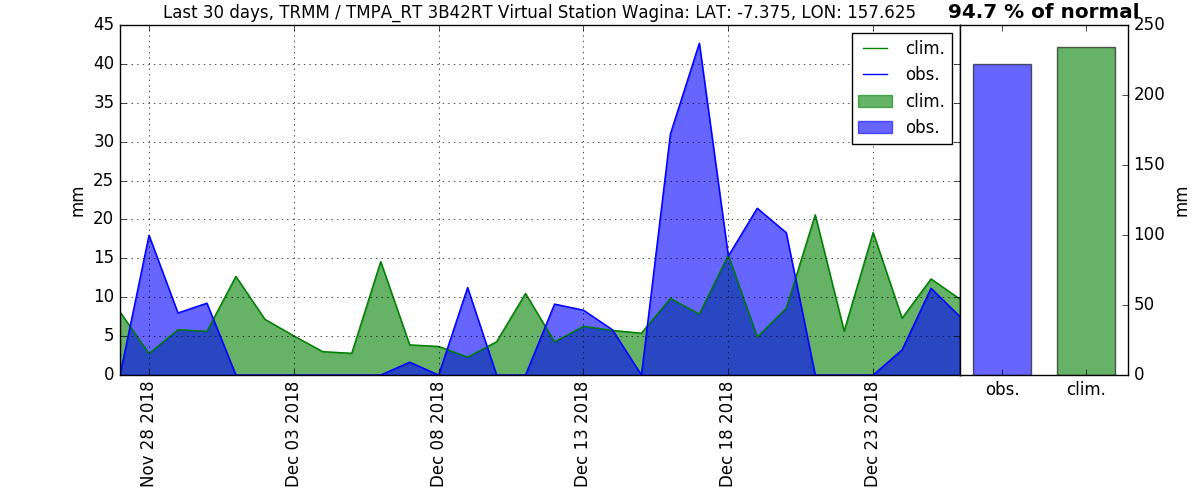 Last 30 days, TRMM / TMPA_RT 3B42RT Virtual Station Wagina: LAT: -7.375, LON: 157.625
94.7 % of normal
45
40
35
30
25
20
15
10
5
0
mm
clim.
obs.
clim.
obs.
250
200
150
100
50
0
mm
obs.
clim.
Nov 28 2018
Dec 03 2018
Dec 08 2018
Dec 13 2018
Dec 18 2018
Dec 23 2018